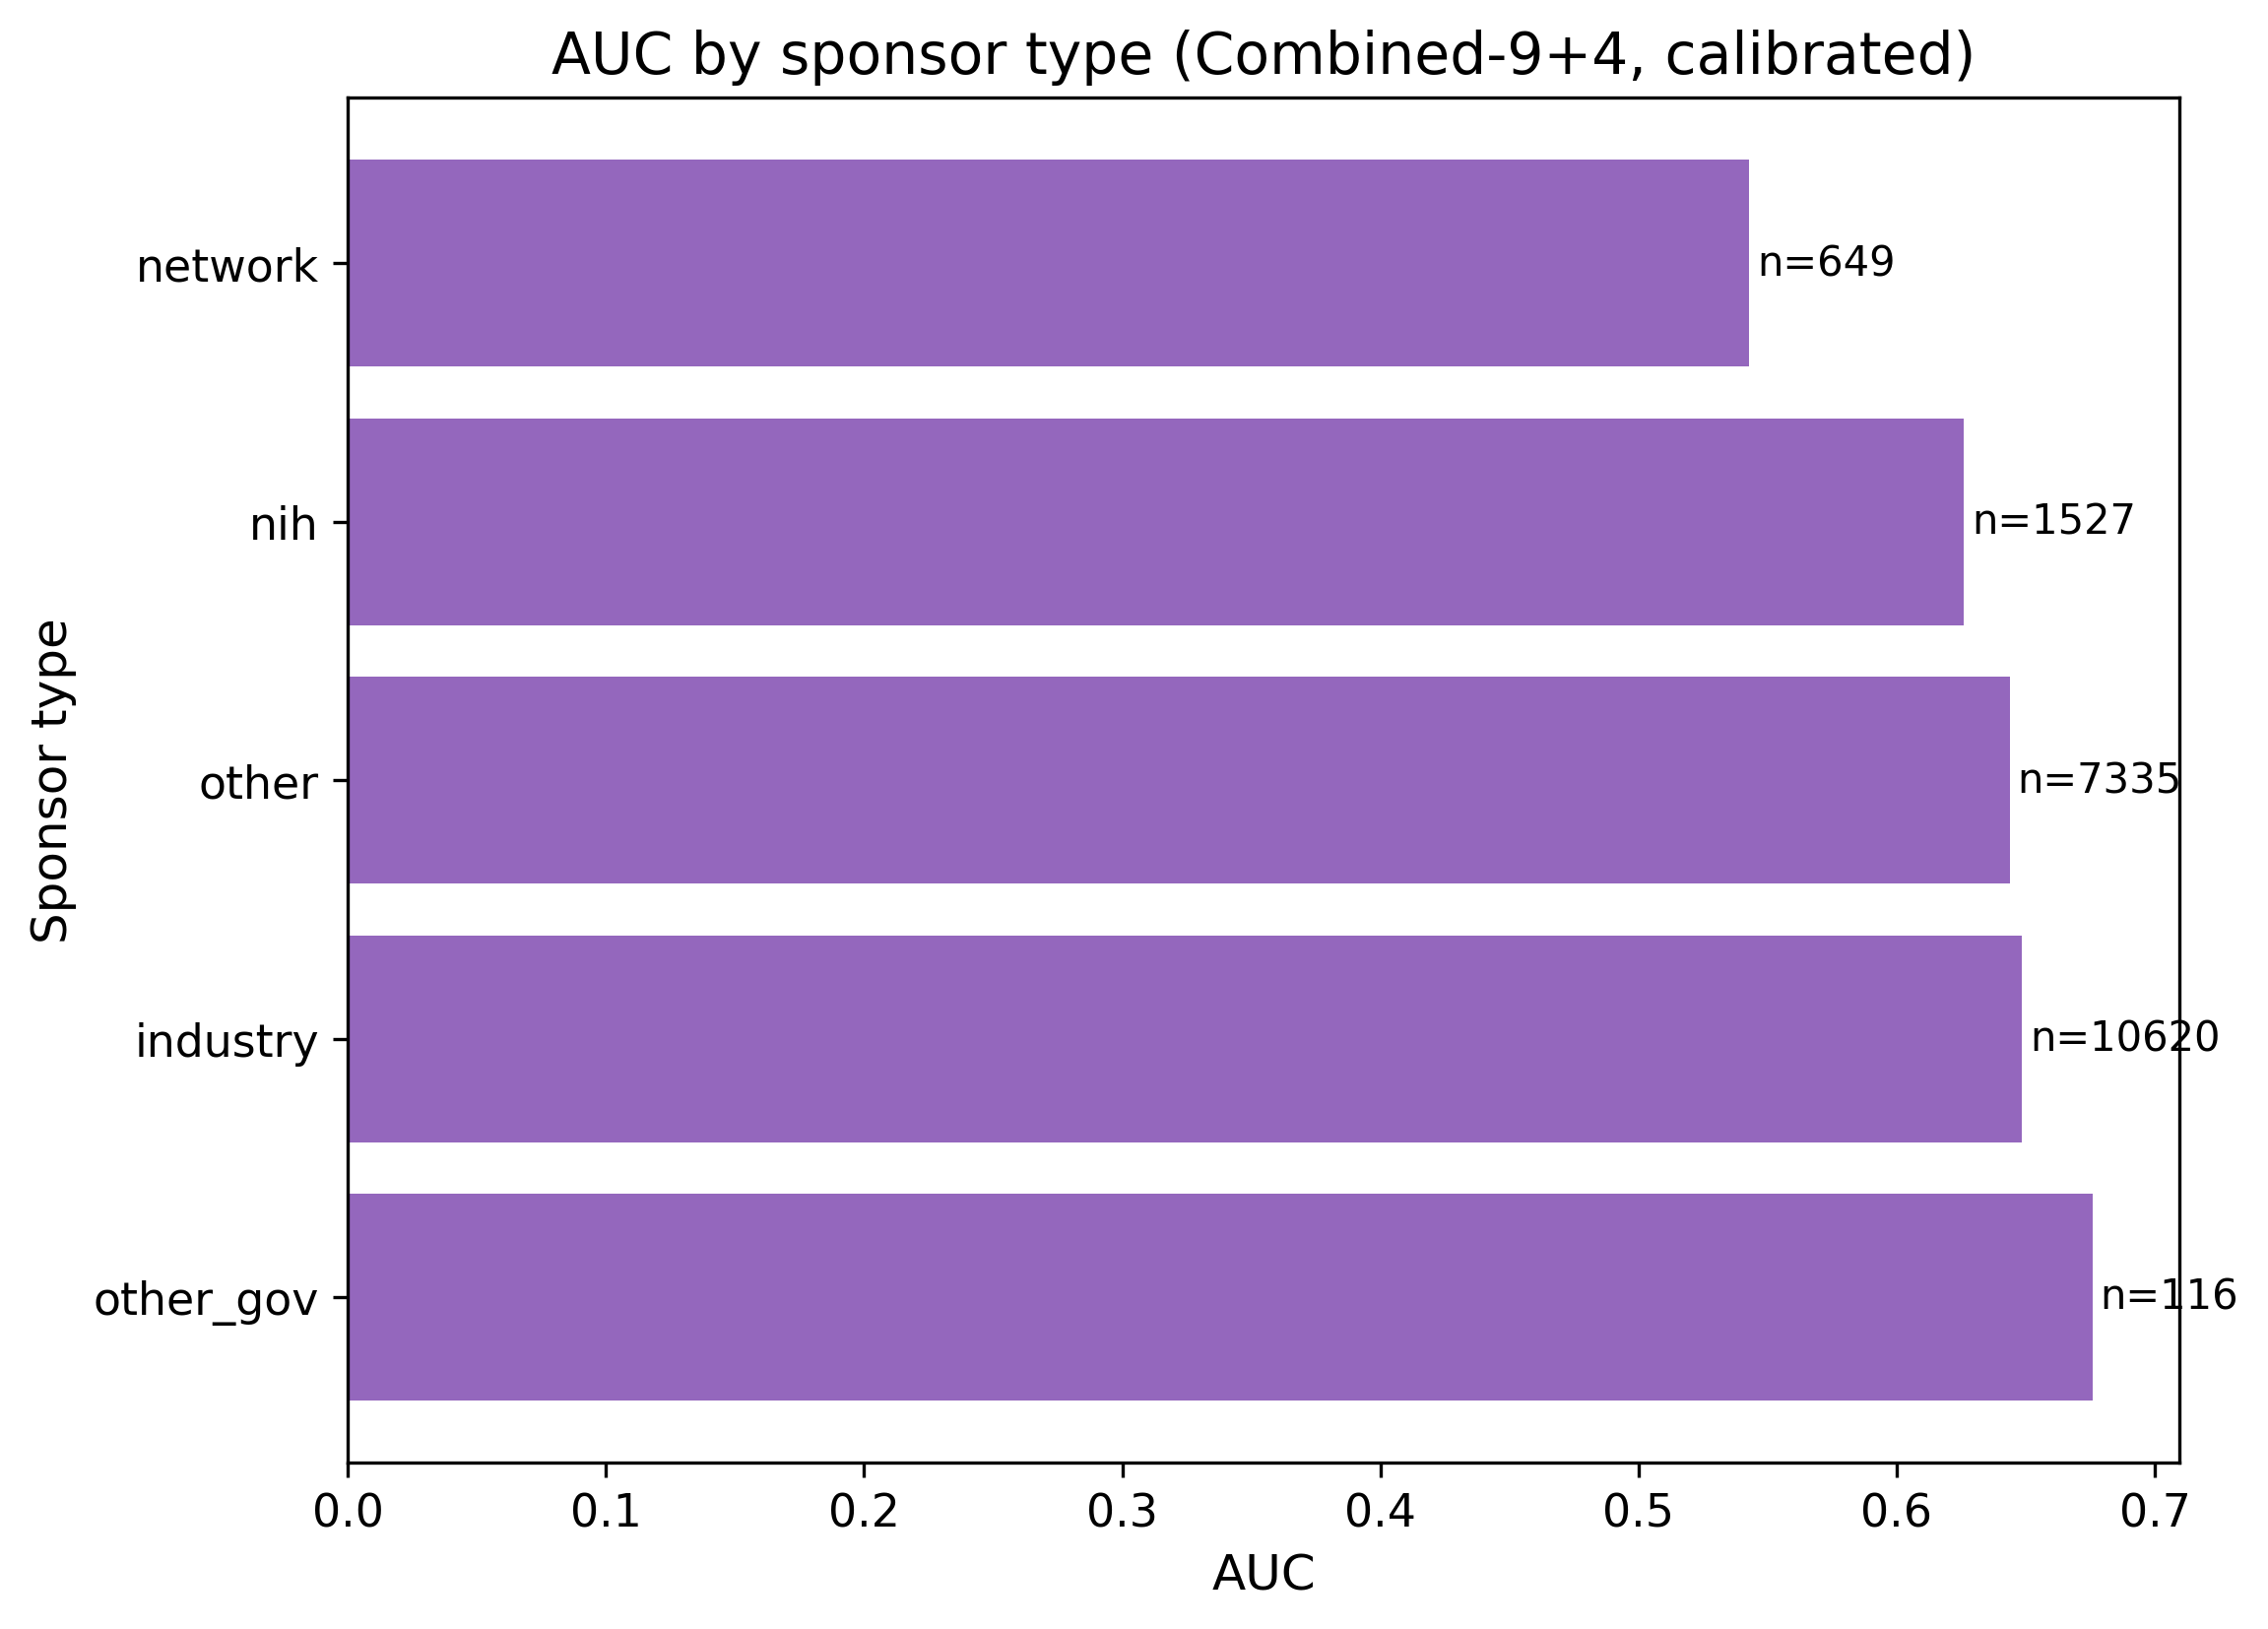 AUC by sponsor type (Combined-9+4, calibrated)
Sponsor type
network
n=649
nih
n=1527
other
n=7335
industry
n=10620
other_gov
n=116
0.0 0.1 0.2 0.3 0.4 0.5 0.6 0.7
AUC